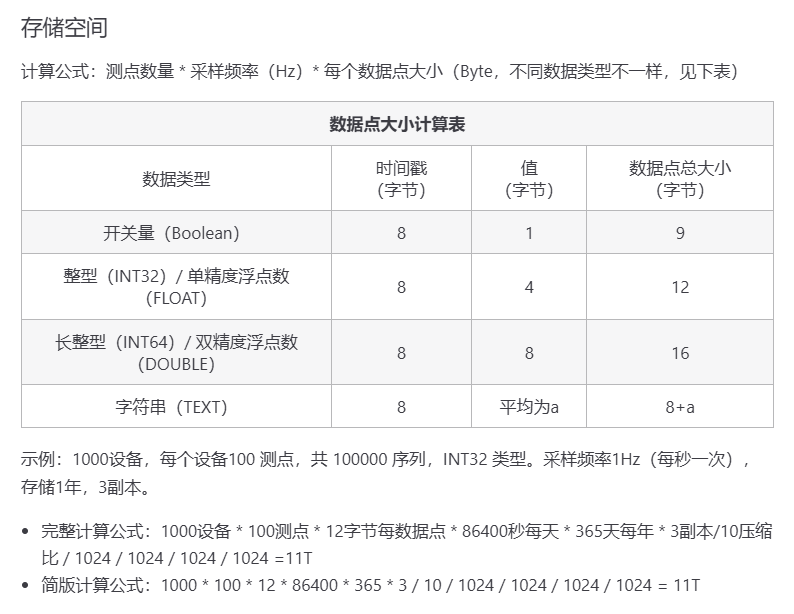 存储空间
计算公式：测点数量 * 采样频率（Hz）* 每个数据点大小（Byte，不同数据类型不一样，见下表）
数据点大小计算表
数据类型 时间戳（字节） 值（字节） 数据点总大小（字节）
开关量（Boolean） 8 1 9
整型（INT32）/ 单精度浮点数（FLOAT） 8 4 12
长整型（INT64）/ 双精度浮点数（DOUBLE） 8 8 16
字符串（TEXT） 8 平均为a 8+a
示例：1000设备，每个设备100 测点，共 100000 序列，INT32 类型。采样频率1Hz（每秒一次），
存储1年，3副本。
• 完整计算公式：1000设备 * 100测点 * 12字节每数据点 * 86400秒每天 * 365天每年 * 3副本/10压缩
比 / 1024 / 1024 / 1024 / 1024 =11T
• 简版计算公式：1000 * 100 * 12 * 86400 * 365 * 3 / 10 / 1024 / 1024 / 1024 / 1024 = 11T